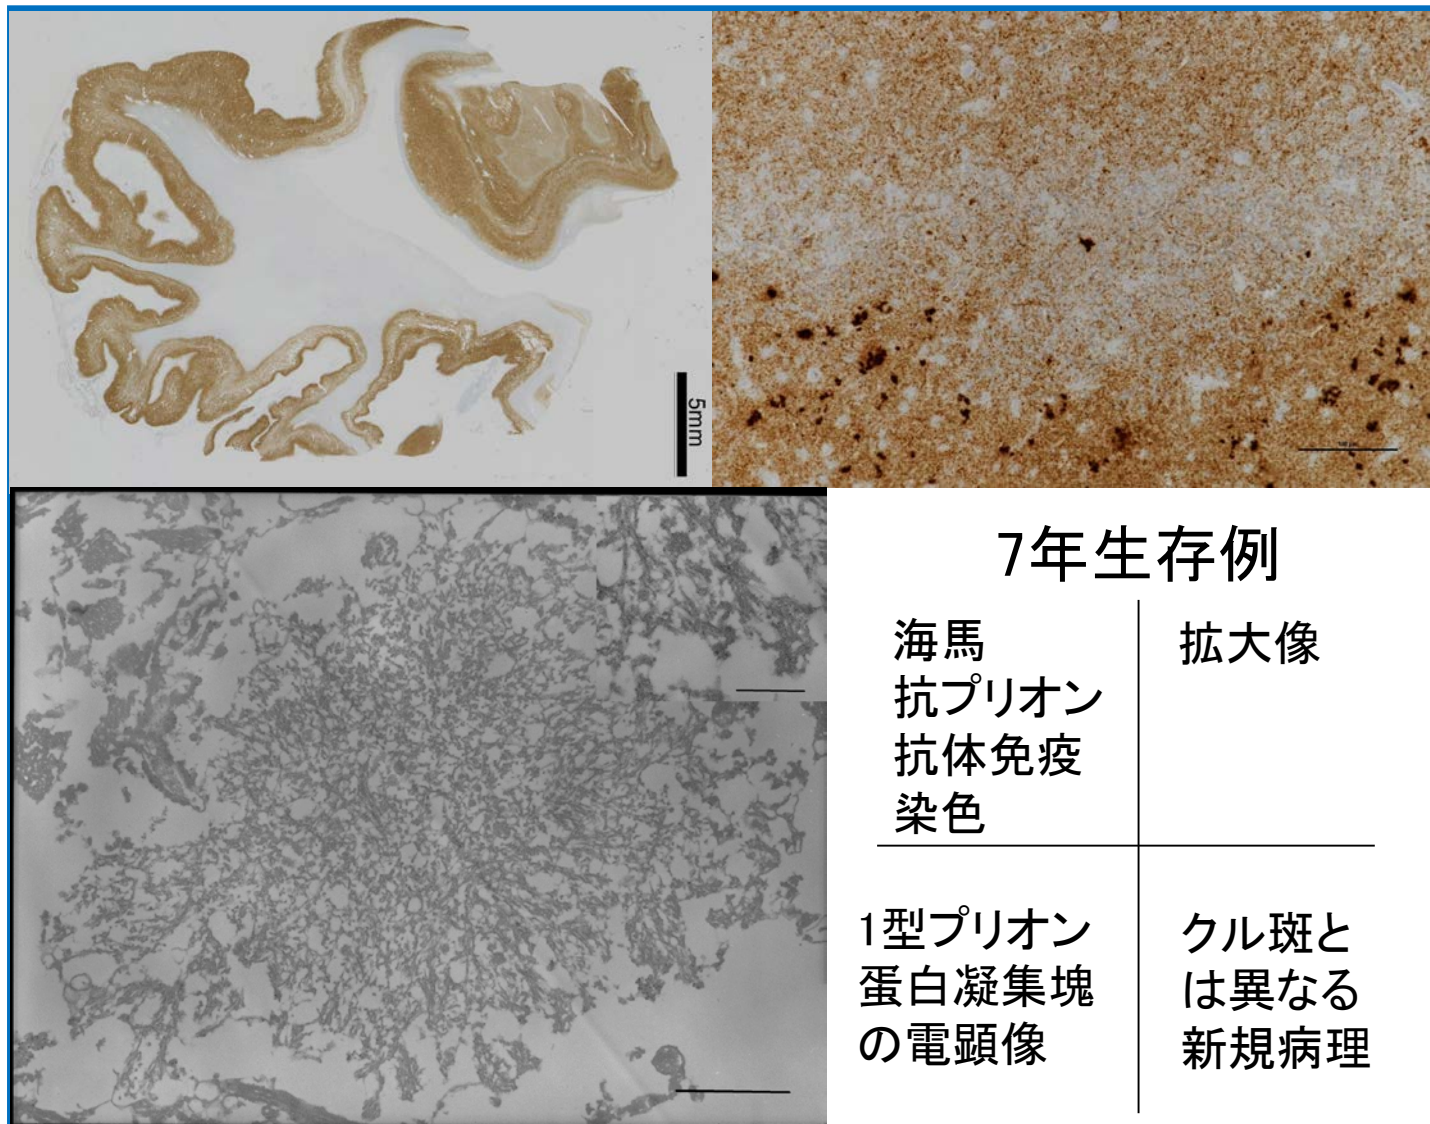 5mm
7年生存例
海馬
抗プリオン
抗体免疫
染色
拡大像
1型プリオン
蛋白凝集塊
の電顕像
クル斑と
は異なる
新規病理